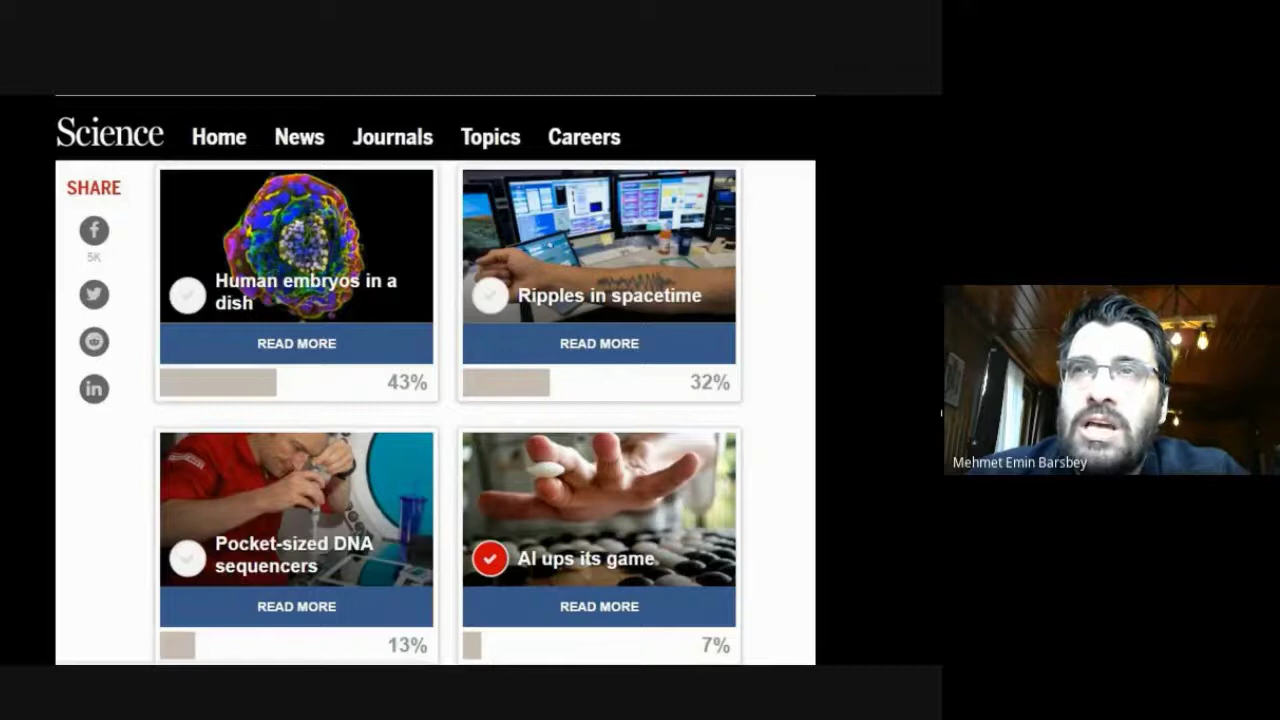 Science Home News Journals Topics Careers
SHARE
5K
Human embryos in a
dish
READ MORE
43%
Ripples in spacetime
READ MORE
32%
Pocket-sized DNA
sequencers
READ MORE
13%
AI ups its game
READ MORE
7%
Mehmet Emin Barsbey